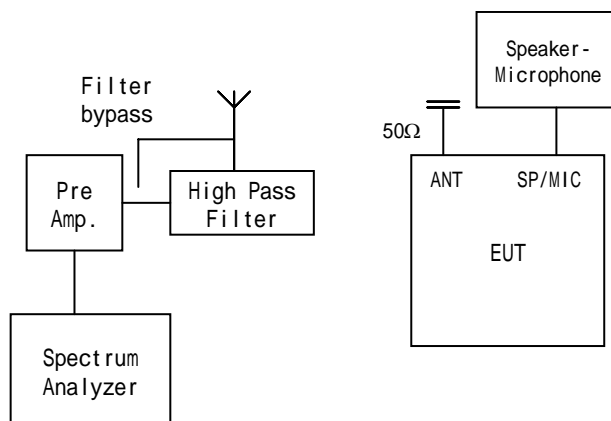 Filter
bypass
Pre
Amp.
High Pass
Filter
Spectrum
Analyzer
Speaker-
Microphone
50Ω
ANT
SP/MIC
EUT